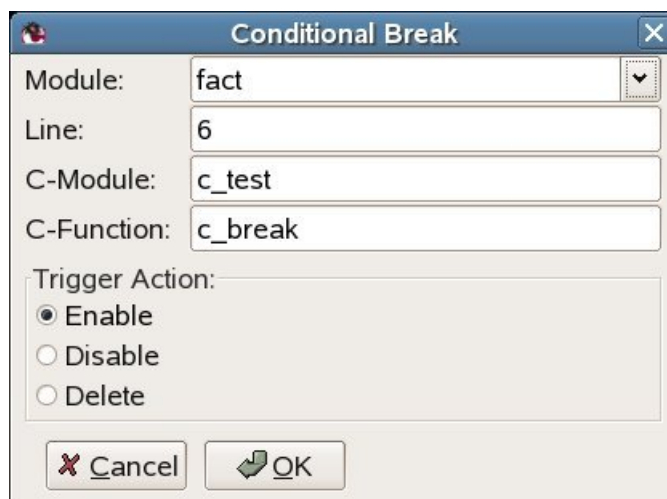 Conditional Break
Module: fact
Line: 6
C-Module: c_test
C-Function: c_break
Trigger Action:
Enable
Disable
Delete
Cancel OK